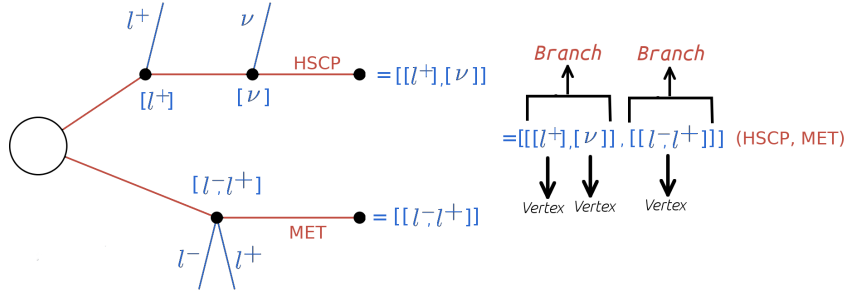 l⁺
ν
HSCP
[l⁺]
[ν]
=[[l⁺],[ν]]
[l⁻,l⁺]
MET
=[[l⁻,l⁺]]
l⁻
l⁺
Branch Branch
=[[[l⁺],[ν]],[[l⁻,l⁺]]] (HSCP, MET)
Vertex Vertex Vertex